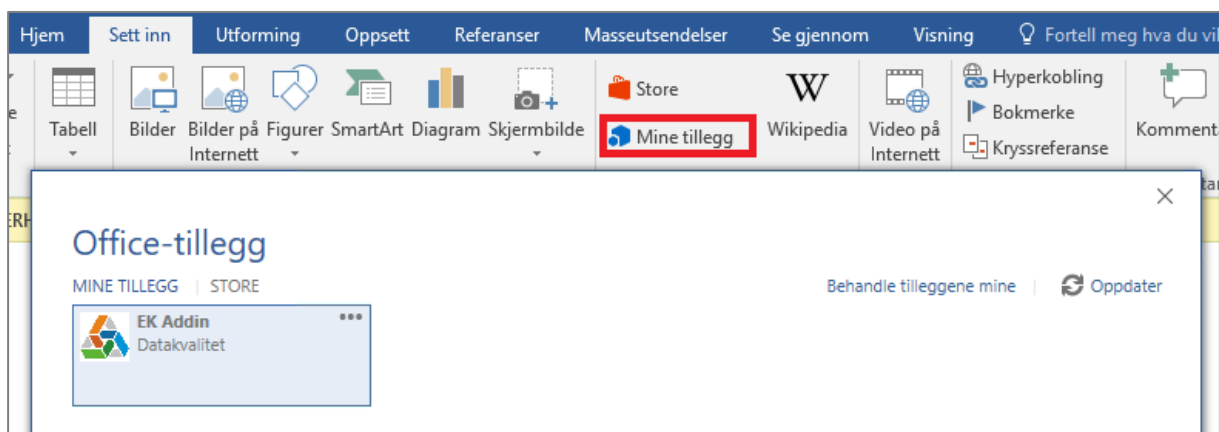 Hjem Sett inn Utforming Oppsett Referanser Masseutsendelser Se gjennom Visning Fortell meg hva du vil
Tabell
Bilder
Bilder på
Internett
Figurer
SmartArt
Diagram
Skjermbilde
Store
Mine tillegg
Wikipedia
Video på
Internett
Hyperkobling
Bokmerke
Kryssreferanse
Office-tillegg
MINE TILLEGG | STORE
Behandle tilleggene mine | Oppdater
EK Addin
Datakvalitet